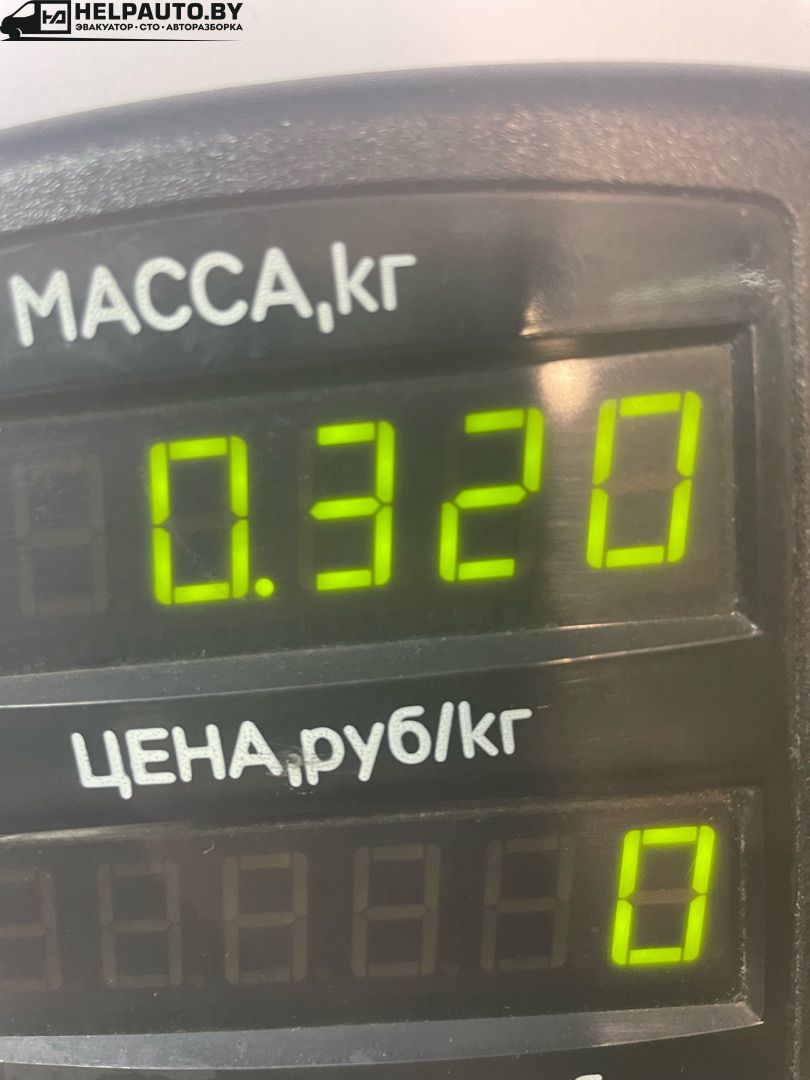 HELPAUTO.BY
ЭВАКУАТОР • СТО • АВТОРАЗБОРКА
МАССА,кг
0.320
ЦЕНА,руб/кг
0